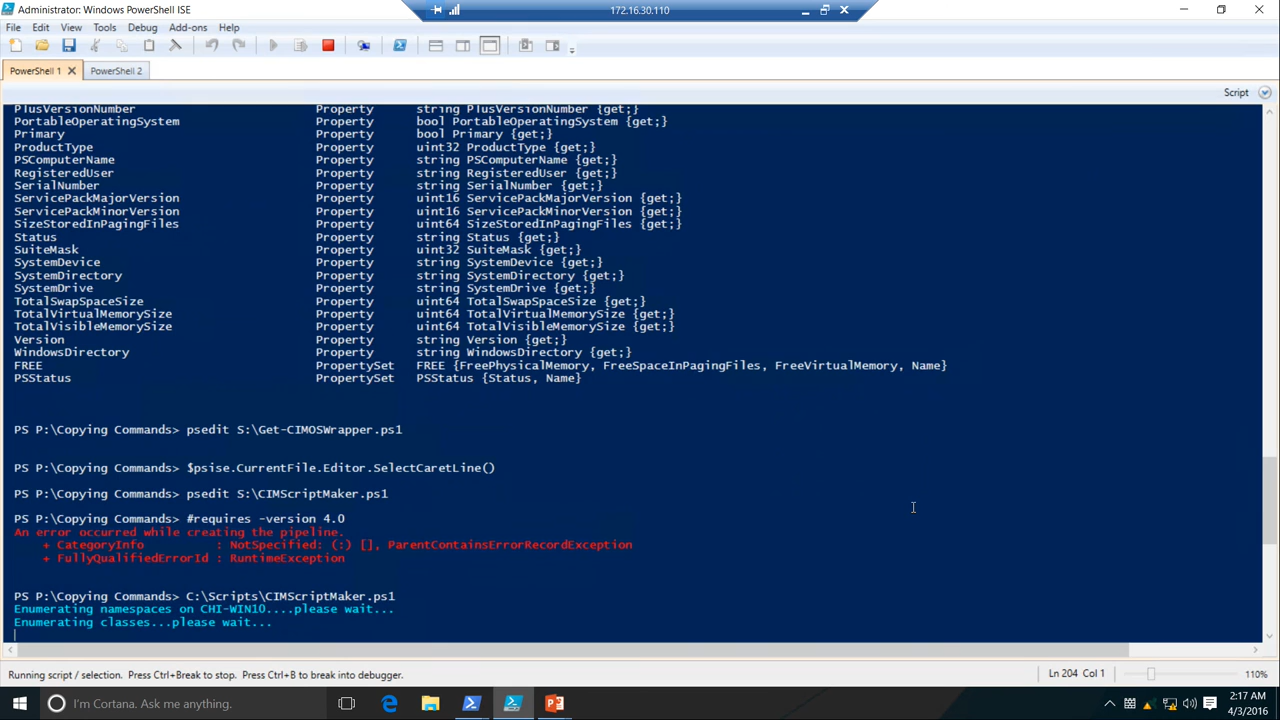 Administrator: Windows PowerShell ISE
172.16.30.110
File Edit View Tools Debug Add-ons Help
PowerShell 1 PowerShell 2
Script
PlusVersionNumber Property string PlusVersionNumber {get;}
PortableOperatingSystem Property bool PortableOperatingSystem {get;}
Primary Property bool Primary {get;}
ProductType Property uint32 ProductType {get;}
PSComputerName Property string PSComputerName {get;}
RegisteredUser Property string RegisteredUser {get;}
SerialNumber Property string SerialNumber {get;}
ServicePackMajorVersion Property uint16 ServicePackMajorVersion {get;}
ServicePackMinorVersion Property uint16 ServicePackMinorVersion {get;}
SizeStoredInPagingFiles Property uint64 SizeStoredInPagingFiles {get;}
Status Property string Status {get;}
SuiteMask Property uint32 SuiteMask {get;}
SystemDevice Property string SystemDevice {get;}
SystemDirectory Property string SystemDirectory {get;}
SystemDrive Property string SystemDrive {get;}
TotalSwapSpaceSize Property uint64 TotalSwapSpaceSize {get;}
TotalVirtualMemorySize Property uint64 TotalVirtualMemorySize {get;}
TotalVisibleMemorySize Property uint64 TotalVisibleMemorySize {get;}
Version Property string Version {get;}
WindowsDirectory Property string WindowsDirectory {get;}
FREE PropertySet FREE {FreePhysicalMemory, FreeSpaceInPagingFiles, FreeVirtualMemory, Name}
PSStatus PropertySet PSStatus {Status, Name}
PS P:\Copying Commands> psedit S:\Get-CIMOSWrapper.ps1
PS P:\Copying Commands> $psise.CurrentFile.Editor.SelectCaretLine()
PS P:\Copying Commands> psedit S:\CIMScriptMaker.ps1
PS P:\Copying Commands> #requires -version 4.0
An error occurred while creating the pipeline.
+ CategoryInfo : NotSpecified: (:) [], ParentContainsErrorRecordException
+ FullyQualifiedErrorId : RuntimeException
PS P:\Copying Commands> C:\Scripts\CIMScriptMaker.ps1
Enumerating namespaces on CHI-WIN10....please wait...
Enumerating classes...please wait...
Running script / selection. Press Ctrl+Break to stop. Press Ctrl+B to break into debugger. Ln 204 Col 1 110%
I'm Cortana. Ask me anything.
2:17 AM
4/3/2016